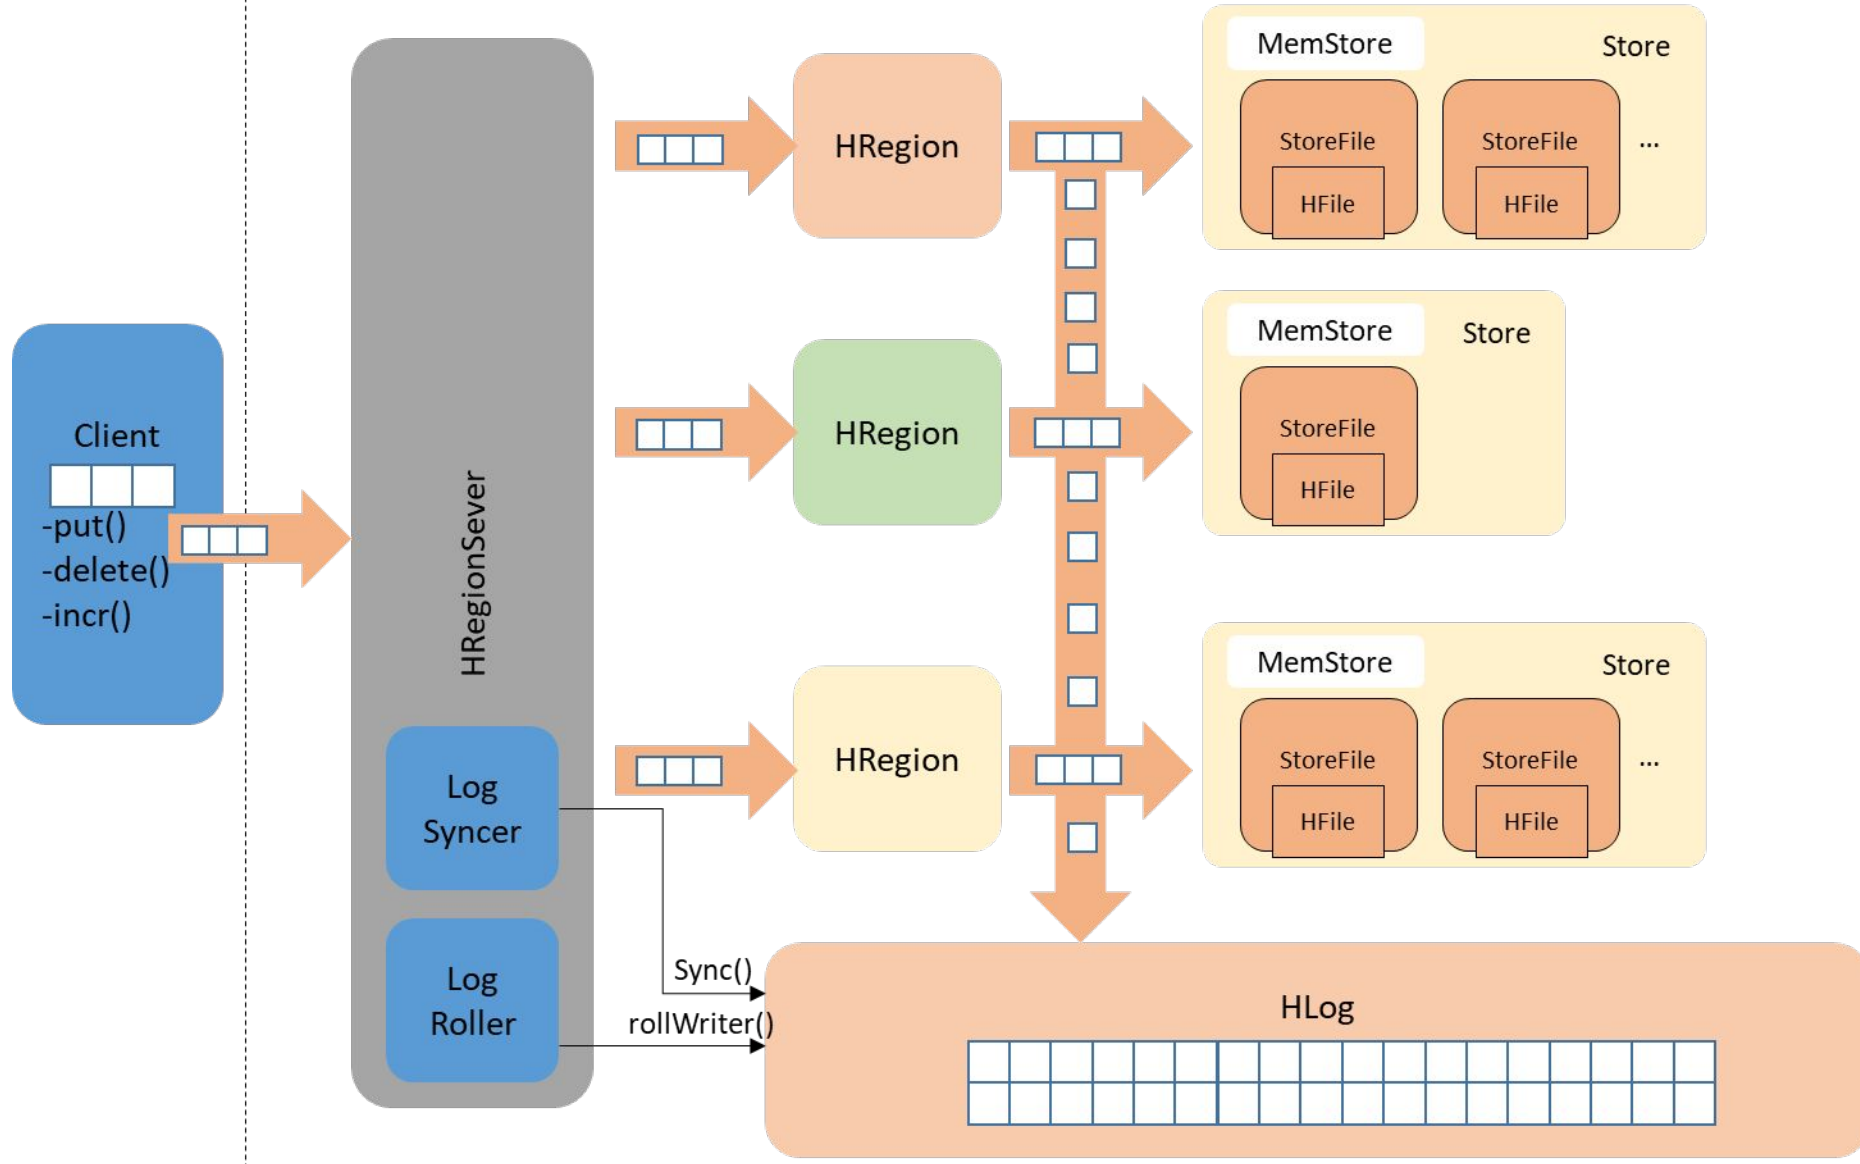 Client
-put()
-delete()
-incr()
HRegionSever
Log
Syncer
Log
Roller
Sync()
rollWriter()
HRegion
MemStore
Store
StoreFile
HFile
StoreFile
HFile
...
HRegion
MemStore
Store
StoreFile
HFile
HRegion
MemStore
Store
StoreFile
HFile
StoreFile
HFile
...
HLog